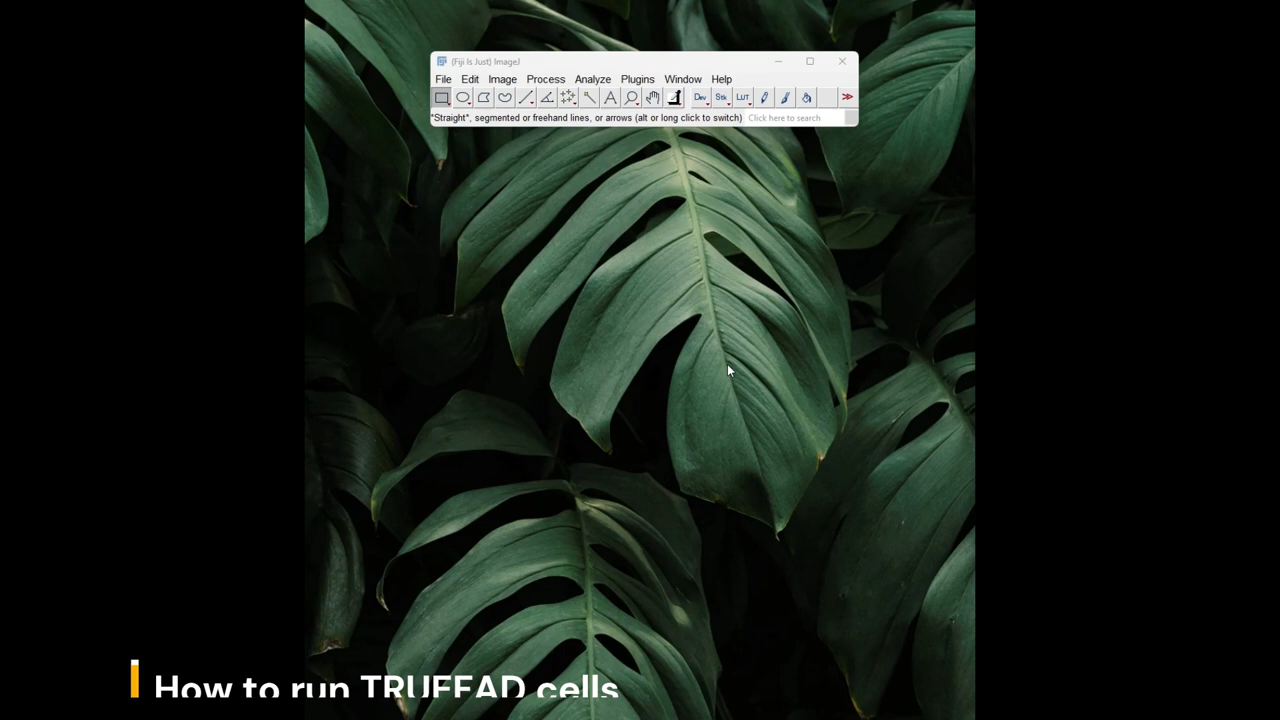 (Fiji Is Just) ImageJ
File Edit Image Process Analyze Plugins Window Help
Dev Stk LUT
*Straight*, segmented or freehand lines, or arrows (alt or long click to switch) Click here to search
How to run TRUFFAD cells